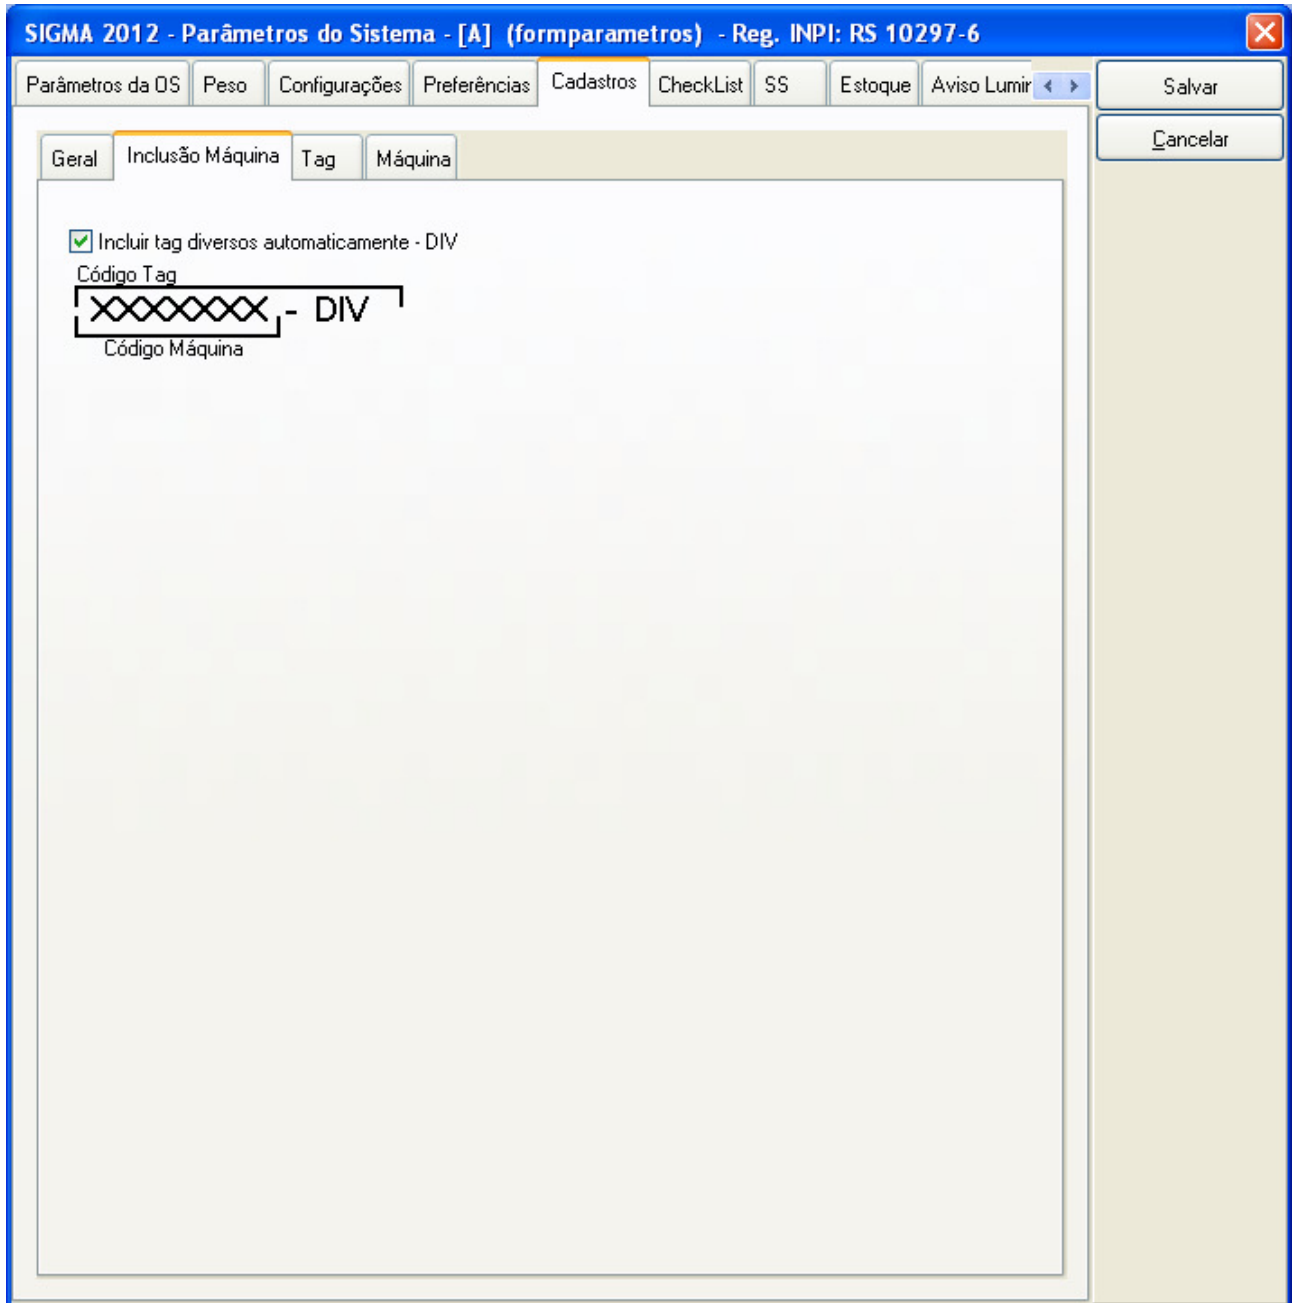 SIGMA 2012 - Parâmetros do Sistema - [A] (formparametros) - Reg. INPI: RS 10297-6
Parâmetros da OS Peso Configurações Preferências Cadastros CheckList SS Estoque Aviso Lumir
Salvar
Cancelar
Geral Inclusão Máquina Tag Máquina
Incluir tag diversos automaticamente - DIV
Código Tag
XXXXXXXX - DIV
Código Máquina